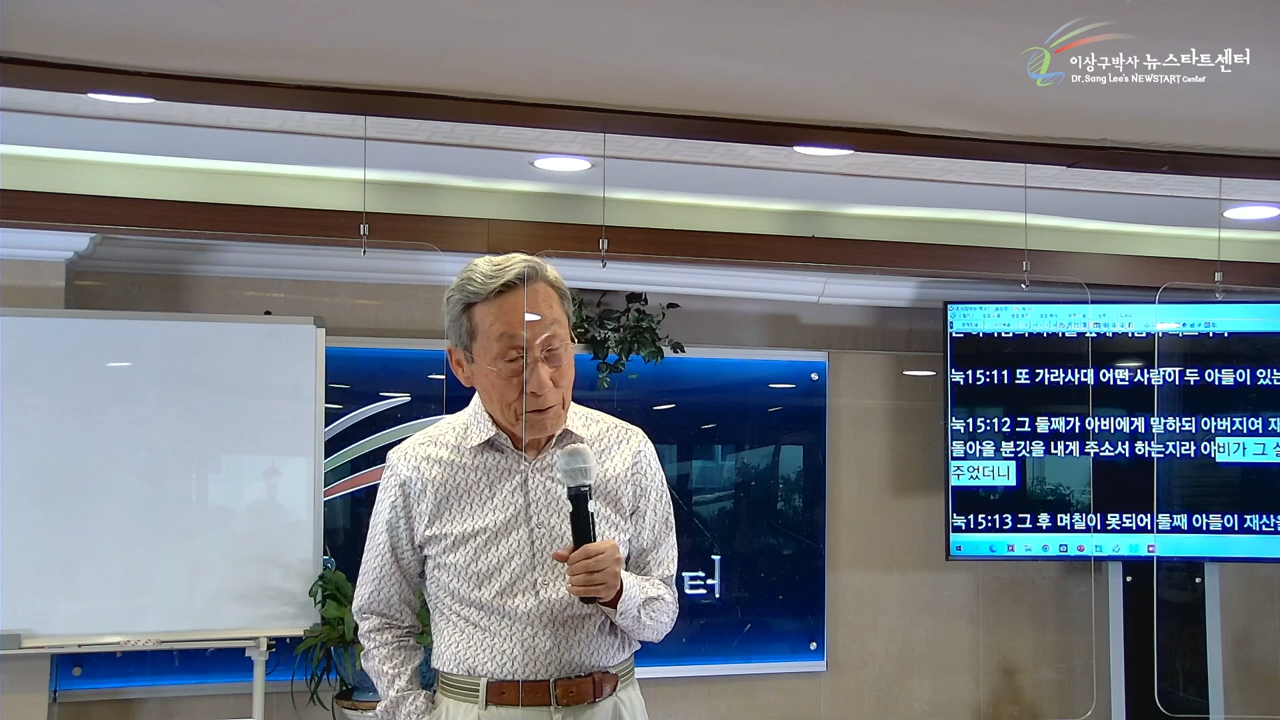 이상구박사 뉴스타트센터
Dr. Sang Lee's NEWSTART Center
눅15:11 또 가라사대 어떤 사람이 두 아들이 있는
눅15:12 그 둘째가 아비에게 말하되 아버지여 재
돌아올 분깃을 내게 주소서 하는지라 아비가 그 살
주었더니
눅15:13 그 후 며칠이 못되어 둘째 아들이 재산을
터